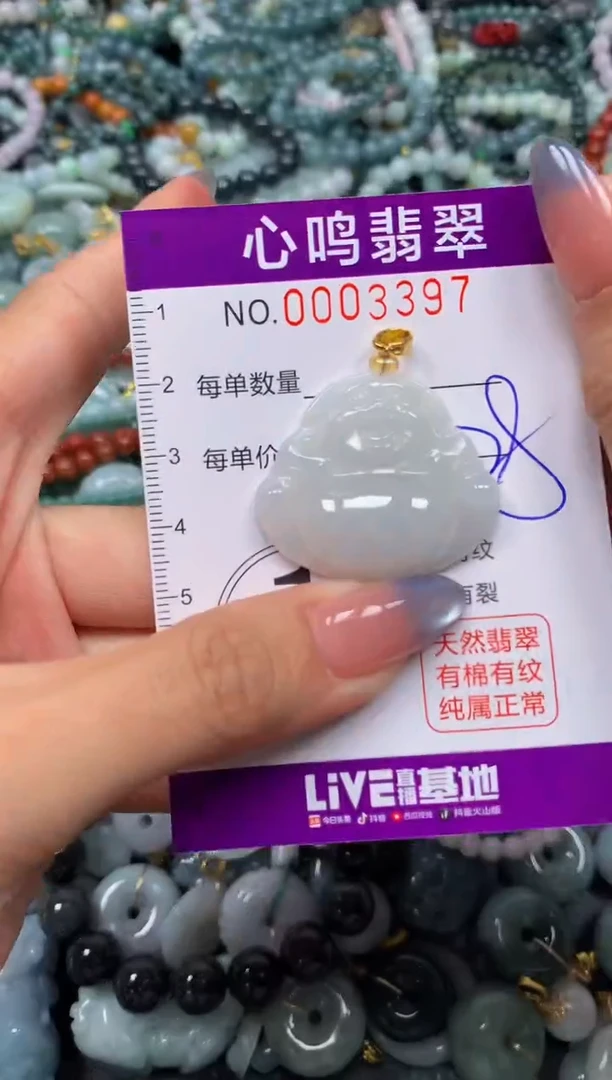 心鸣翡翠
NO.0003397
1
2 每单数量
3 每单价
4
纹
5 有裂
天然翡翠
有棉有纹
纯属正常
LiVE直播基地
今日头条 抖音 西瓜视频 抖音火山版